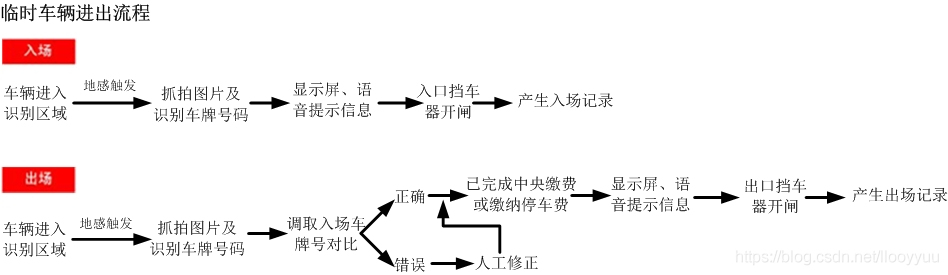 临时车辆进出流程
入场
车辆进入
识别区域
地感触发
抓拍图片及
识别车牌号码
显示屏、语
音提示信息
入口挡车
器开闸
产生入场记录
出场
车辆进入
识别区域
地感触发
抓拍图片及
识别车牌号码
调取入场车
牌号对比
正确
已完成中央缴费
或缴纳停车费
显示屏、语
音提示信息
出口挡车
器开闸
产生出场记录
错误
人工修正
https://blog.csdn.net/llooyyuu